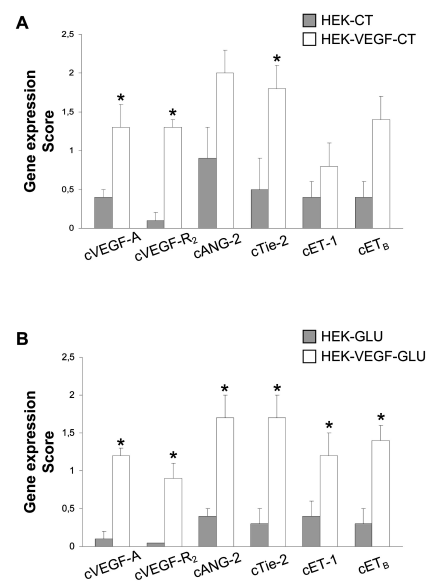 A
HEK-CT
HEK-VEGF-CT
Gene expression
Score
2,5
2
1,5
1
0,5
0
* * *
cVEGF-A cVEGF-R2 cANG-2 cTie-2 cET-1 cETB
B
HEK-GLU
HEK-VEGF-GLU
Gene expression
Score
2,5
2
1,5
1
0,5
0
* * * * * *
cVEGF-A cVEGF-R2 cANG-2 cTie-2 cET-1 cETB